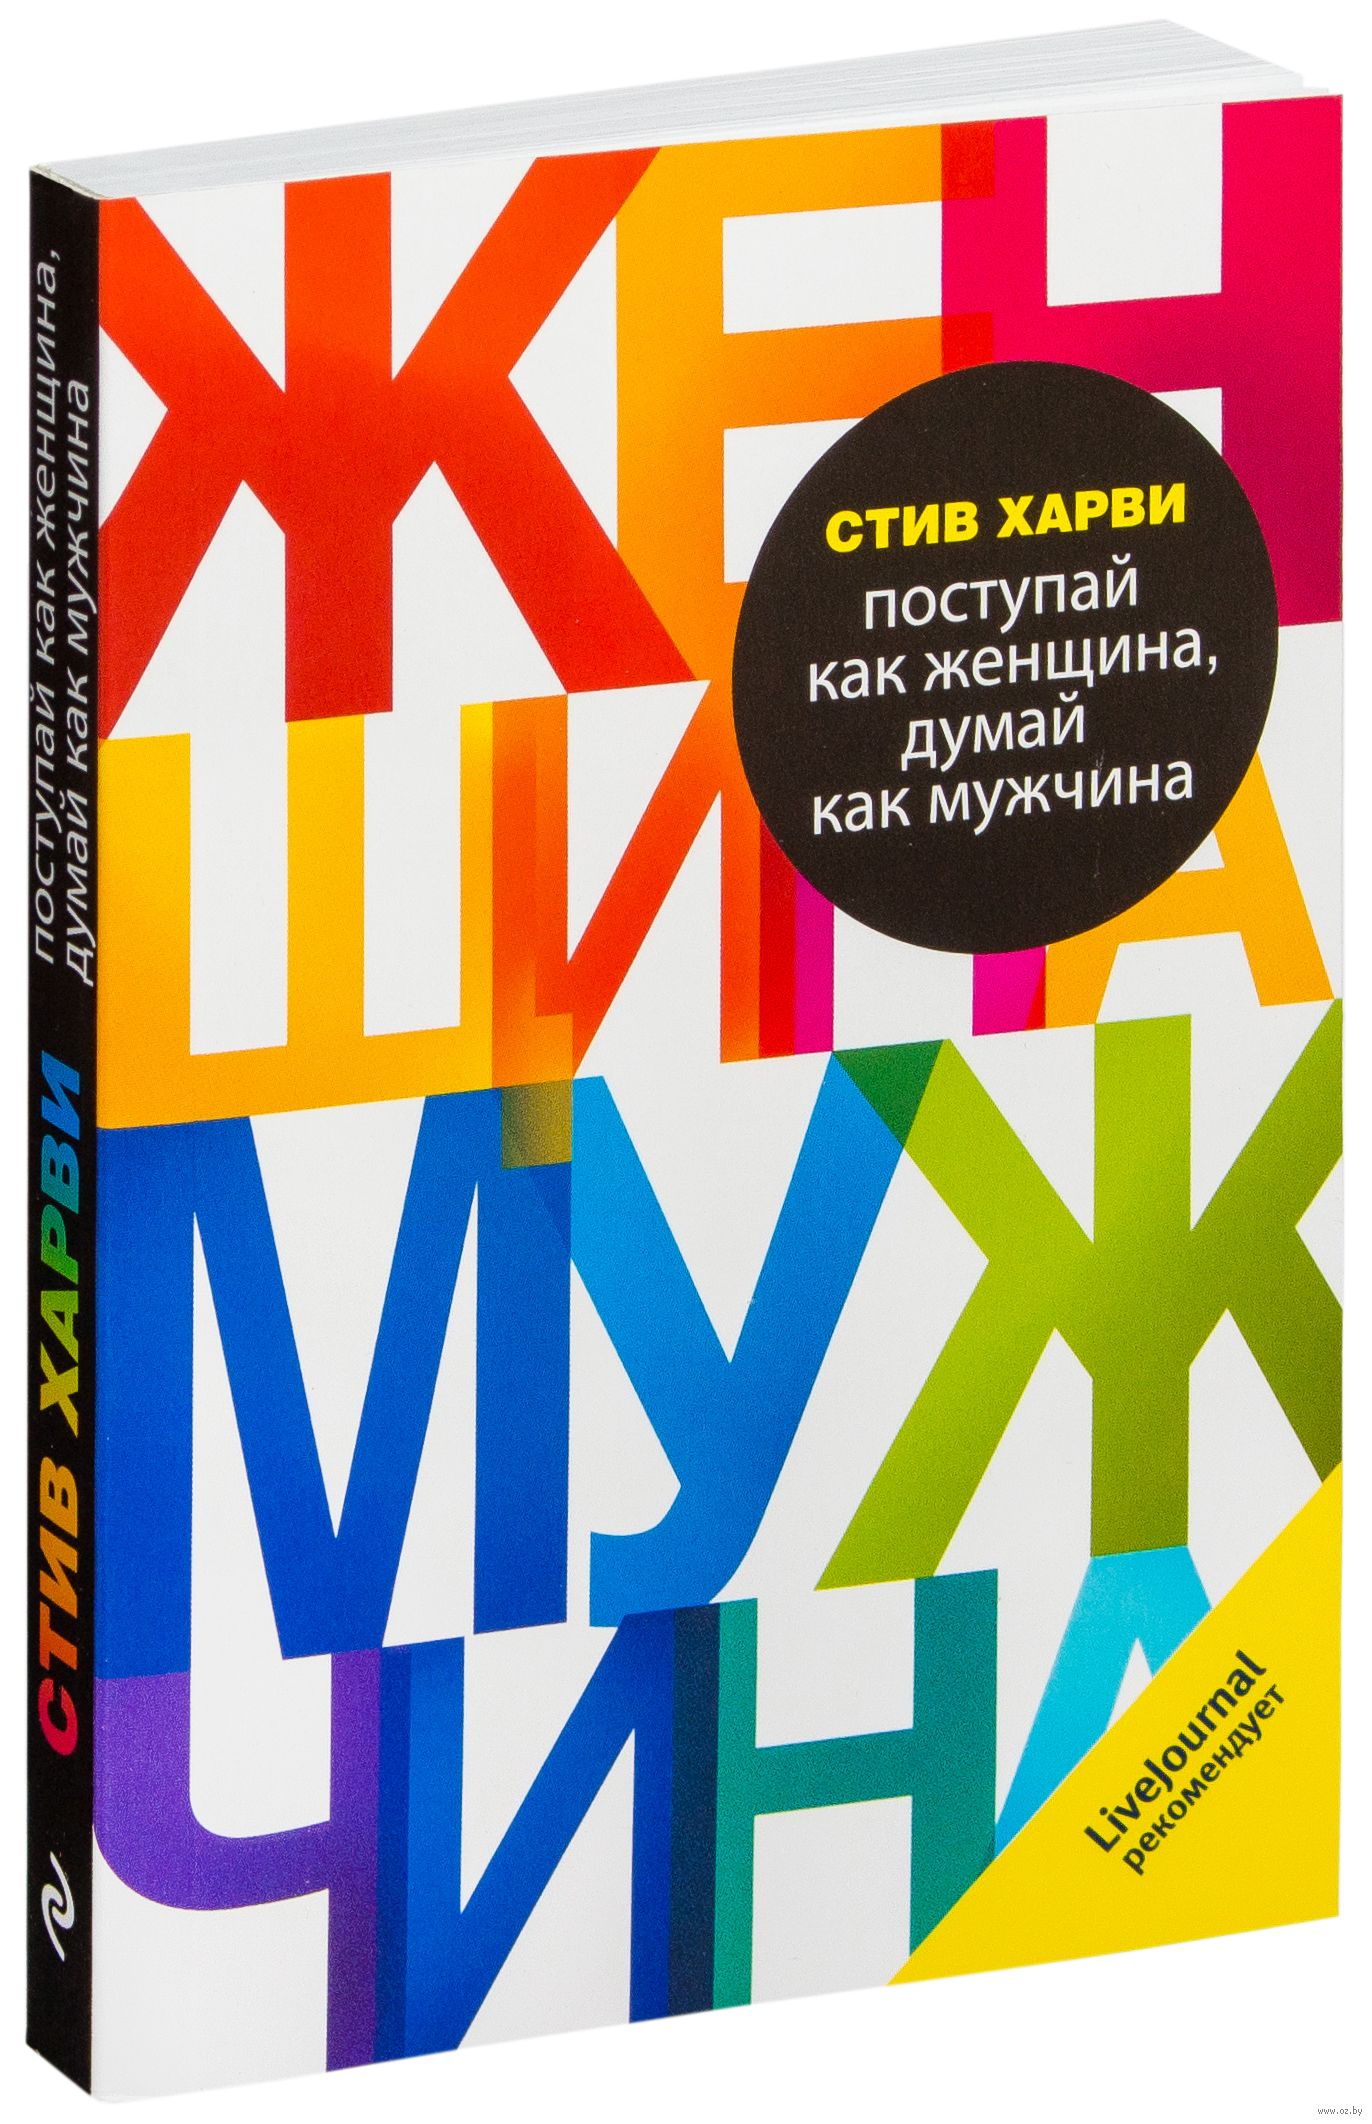 поступай как женщина,
думай как мужчина
СТИВ ХАРВИ
ЖЕН
ЩИНА
МУЖ
ЧИНА
СТИВ ХАРВИ
поступай
как женщина,
думай
как мужчина
LiveJournal
рекомендует
www.oz.by